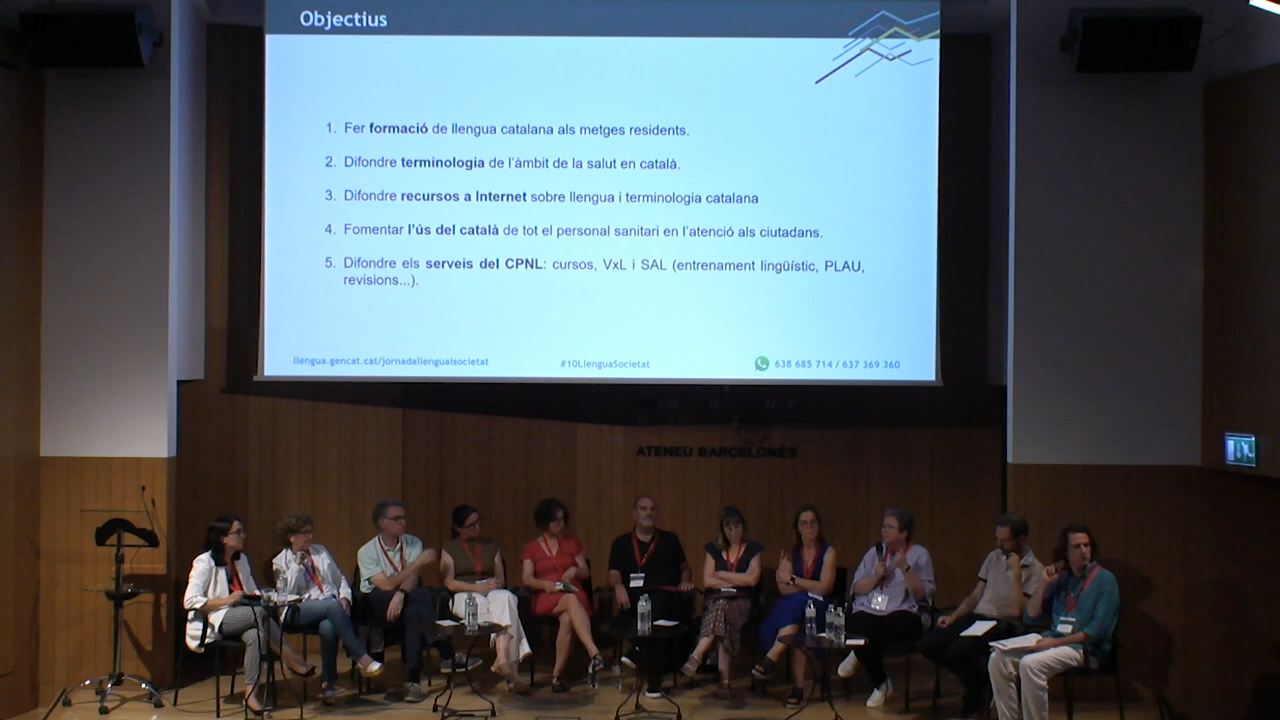 Objectius
1. Fer formació de llengua catalana als metges residents.
2. Difondre terminologia de l'àmbit de la salut en català.
3. Difondre recursos a Internet sobre llengua i terminologia catalana
4. Fomentar l'ús del català de tot el personal sanitari en l'atenció als ciutadans.
5. Difondre els serveis del CPNL: cursos, VxL i SAL (entrenament lingüístic, PLAU,
revisions...).
llengua.gencat.cat/jornadallenguaisocietat #10LlenguaSocietat 638 685 714 / 637 369 360
ATENEU BARCELONÈS